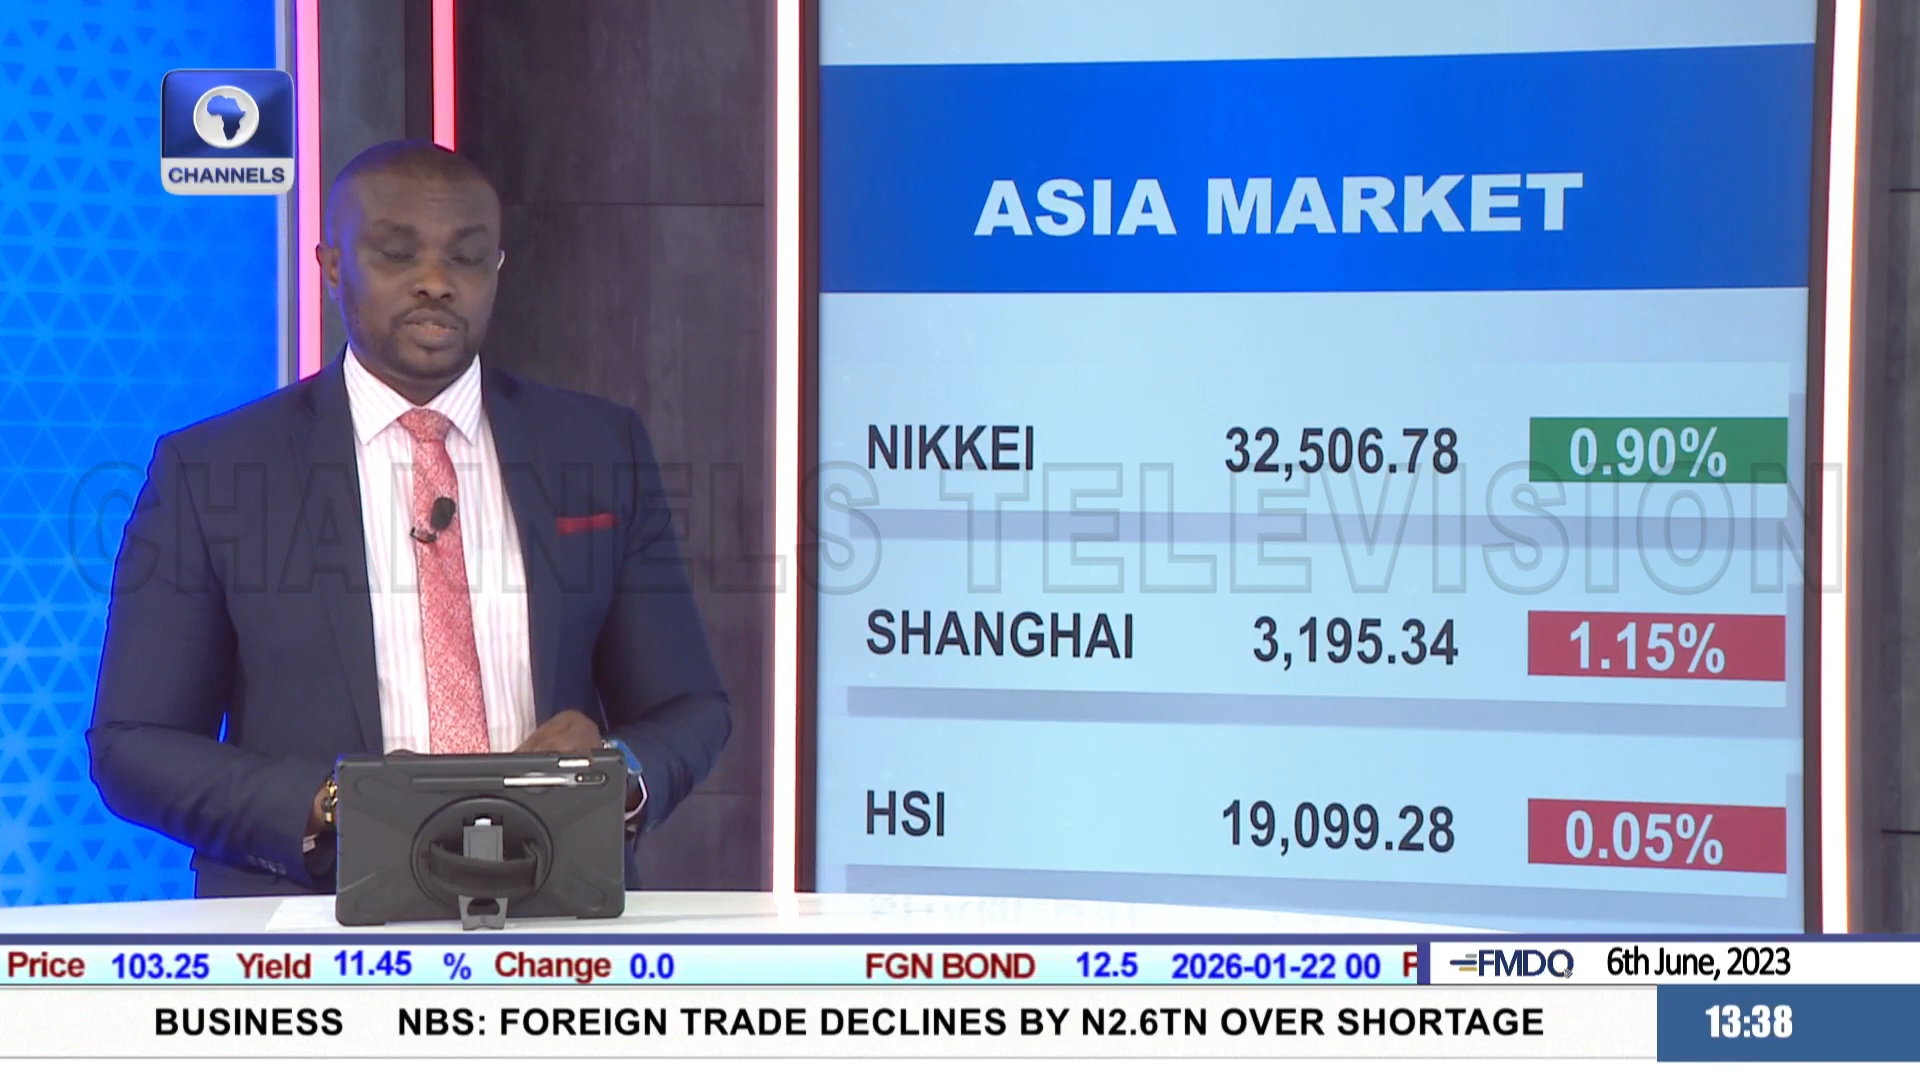 CHANNELS
ASIA MARKET
NIKKEI 32,506.78 0.90%
CHANNELS TELEVISION
SHANGHAI 3,195.34 1.15%
HSI 19,099.28 0.05%
Price 103.25 Yield 11.45 % Change 0.0 FGN BOND 12.5 2026-01-22 00
FMDQ 6th June, 2023
BUSINESS NBS: FOREIGN TRADE DECLINES BY N2.6TN OVER SHORTAGE
13:38